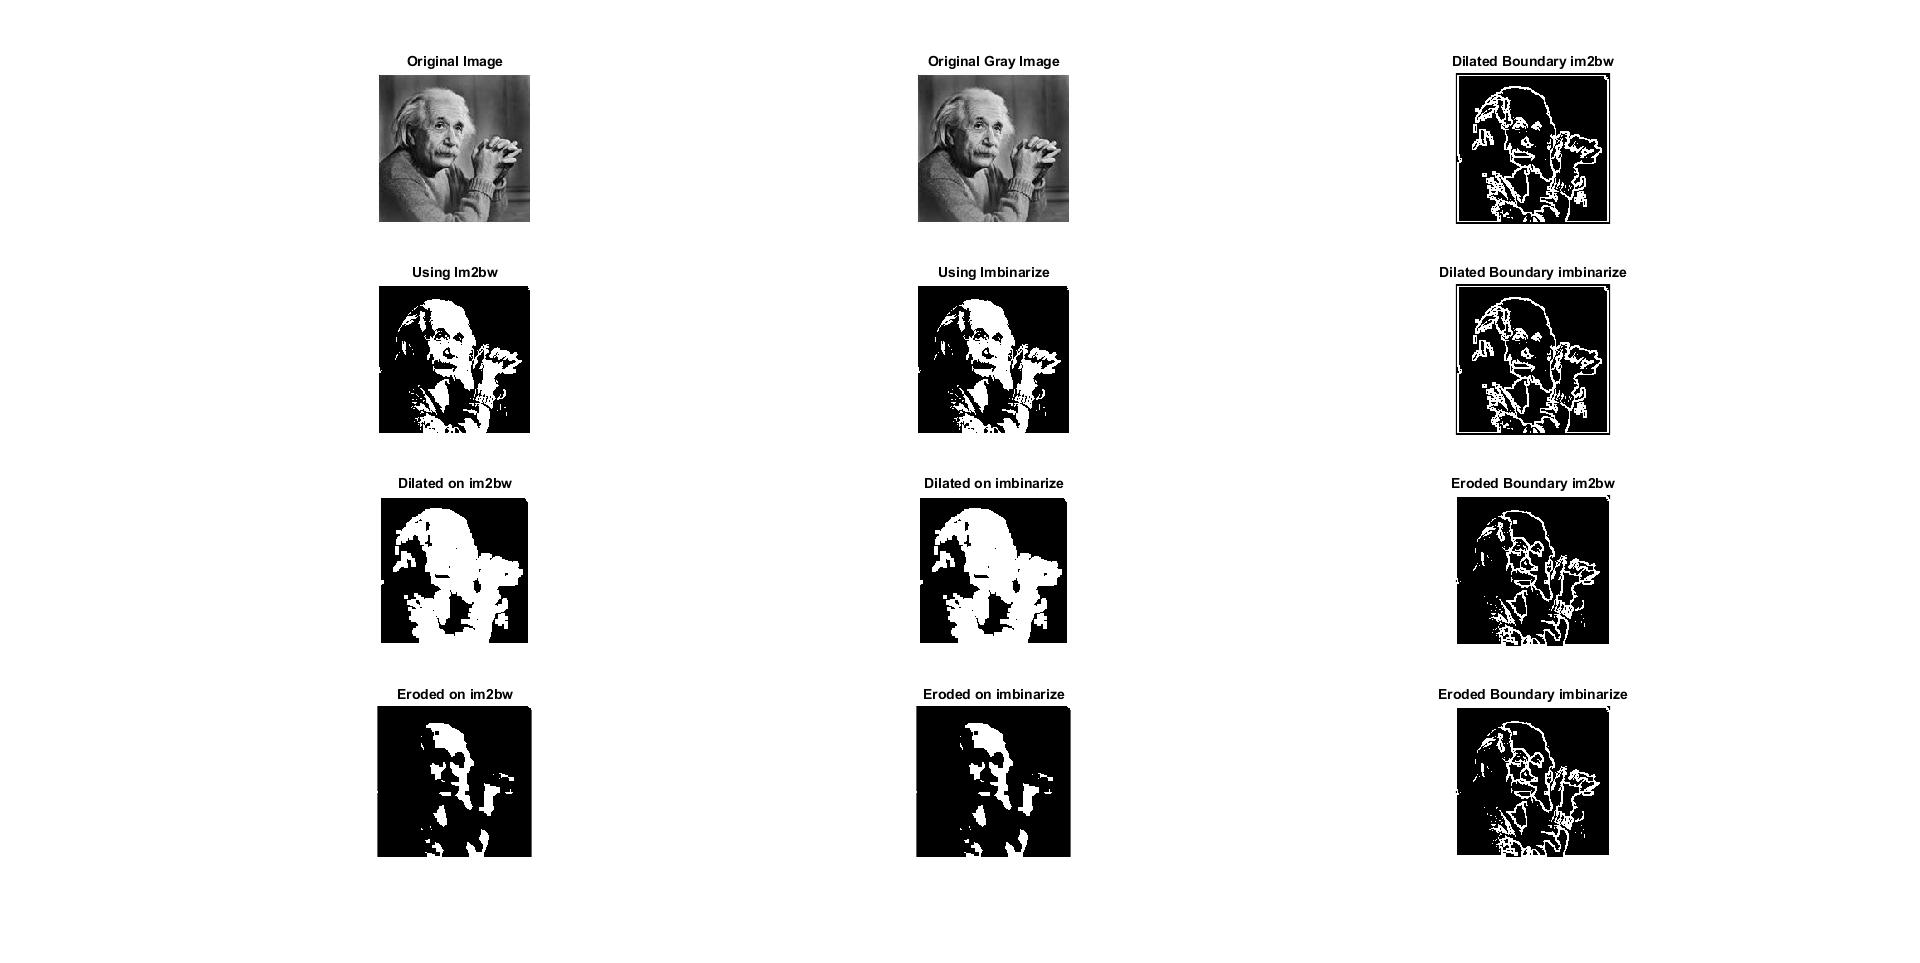 Original Image
Original Gray Image
Dilated Boundary im2bw
Using Im2bw
Using Imbinarize
Dilated Boundary imbinarize
Dilated on im2bw
Dilated on imbinarize
Eroded Boundary im2bw
Eroded on im2bw
Eroded on imbinarize
Eroded Boundary imbinarize